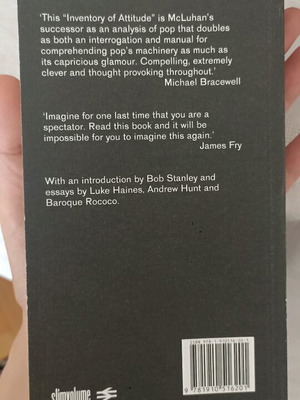 ‘This “Inventory of Attitude” is McLuhan’s
successor as an analysis of pop that doubles
as both an interrogation and manual for
comprehending pop’s machinery as much as
its capricious glamour. Compelling, extremely
clever and thought provoking throughout.’
Michael Bracewell
‘Imagine for one last time that you are a
spectator. Read this book and it will be
impossible for you to imagine this again.’
James Fry
With an introduction by Bob Stanley and
essays by Luke Haines, Andrew Hunt and
Baroque Rococo.
slimvolume
9 781910 516201